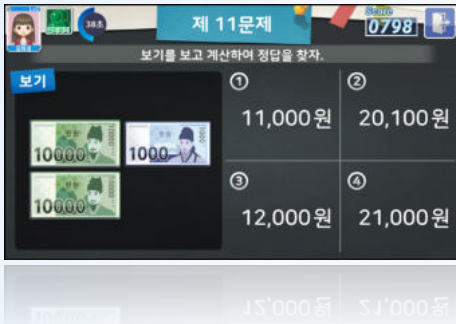 38초
제 11문제
Score
0798
보기를 보고 계산하여 정답을 찾자.
보기
① ②
11,000원 20,100원
10000 1000
10000
③ ④
12,000원 21,000원